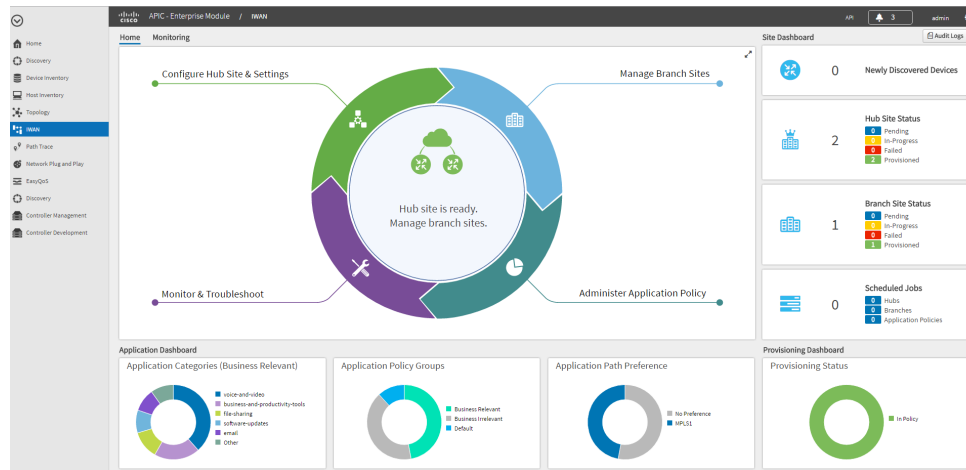 cisco APIC - Enterprise Module / IWAN
API 3 admin
Home
Discovery
Device Inventory
Host Inventory
Topology
IWAN
Path Trace
Network Plug and Play
EasyQoS
Discovery
Controller Management
Controller Development
Home Monitoring
Configure Hub Site & Settings
Manage Branch Sites
Hub site is ready.
Manage branch sites.
Monitor & Troubleshoot
Administer Application Policy
Site Dashboard
Audit Logs
0 Newly Discovered Devices
2
Hub Site Status
0 Pending
0 In-Progress
0 Failed
2 Provisioned
1
Branch Site Status
0 Pending
0 In-Progress
0 Failed
1 Provisioned
0
Scheduled Jobs
0 Hubs
0 Branches
0 Application Policies
Application Dashboard
Application Categories (Business Relevant)
voice-and-video
business-and-productivity-tools
file-sharing
software-updates
email
Other
Application Policy Groups
Business Relevant
Business Irrelevant
Default
Application Path Preference
No Preference
MPLS1
Provisioning Dashboard
Provisioning Status
In Policy